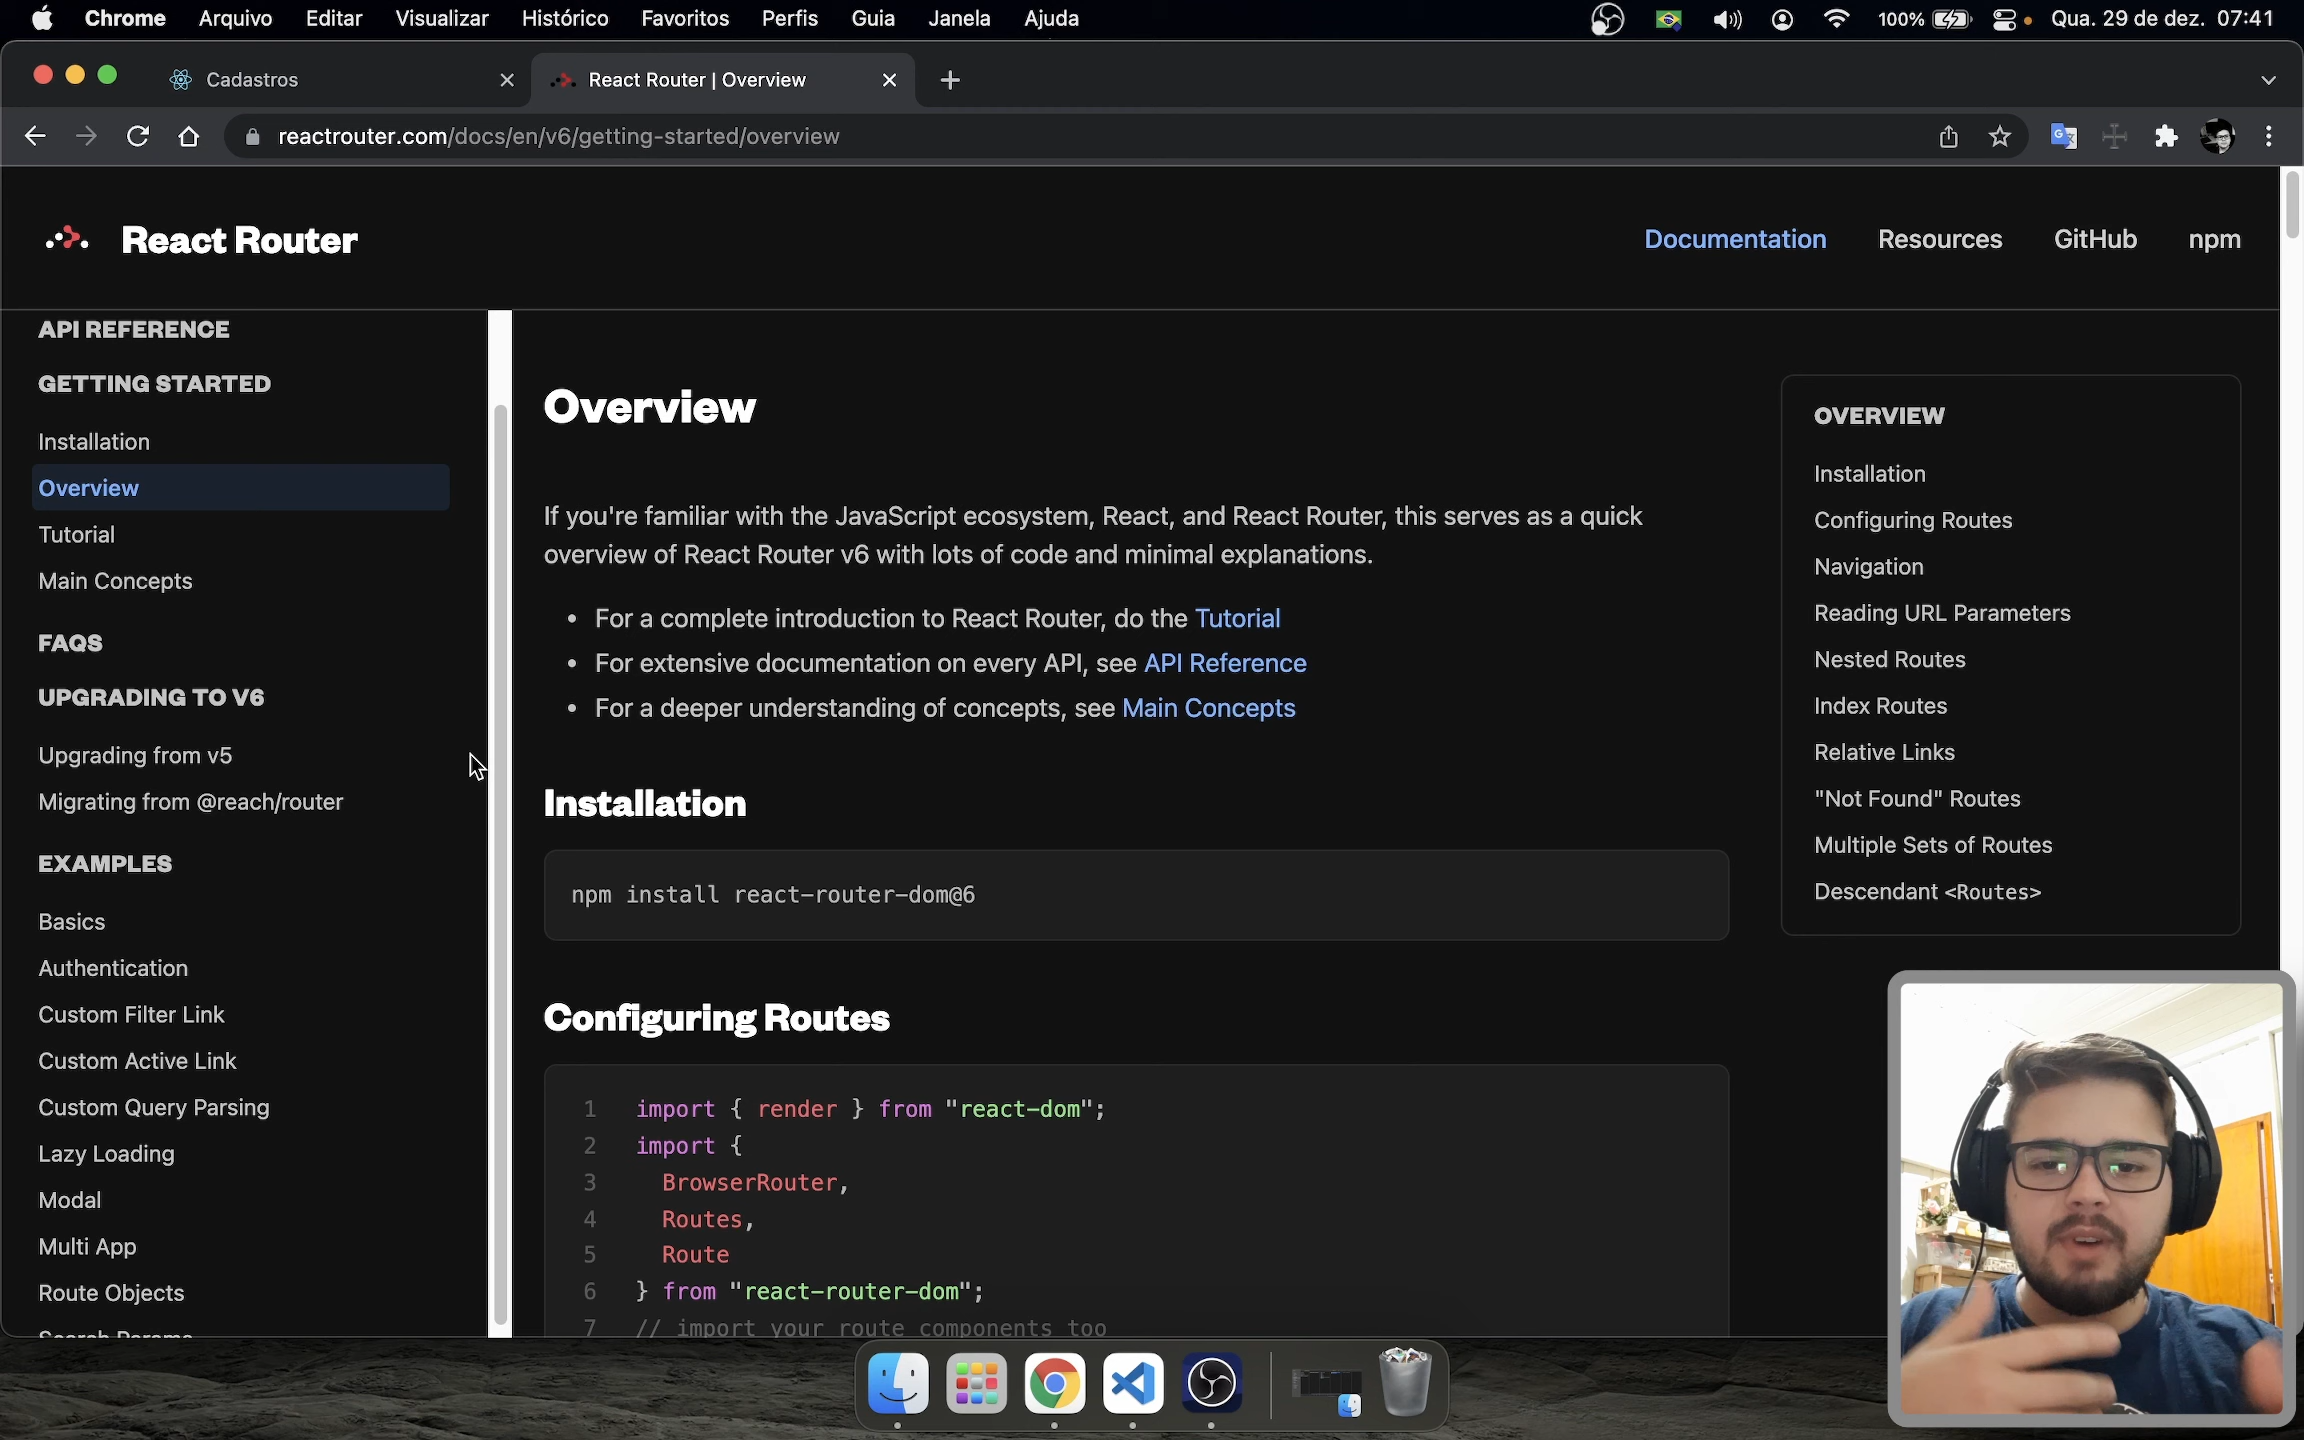 Chrome Arquivo Editar Visualizar Histórico Favoritos Perfis Guia Janela Ajuda 100% Qua. 29 de dez. 07:41
Cadastros
React Router | Overview
reactrouter.com/docs/en/v6/getting-started/overview
React Router
Documentation Resources GitHub npm
API REFERENCE
GETTING STARTED
Installation
Overview
Tutorial
Main Concepts
FAQS
UPGRADING TO V6
Upgrading from v5
Migrating from @reach/router
EXAMPLES
Basics
Authentication
Custom Filter Link
Custom Active Link
Custom Query Parsing
Lazy Loading
Modal
Multi App
Route Objects
Search Params
Overview
If you're familiar with the JavaScript ecosystem, React, and React Router, this serves as a quick
overview of React Router v6 with lots of code and minimal explanations.
• For a complete introduction to React Router, do the Tutorial
• For extensive documentation on every API, see API Reference
• For a deeper understanding of concepts, see Main Concepts
Installation
npm install react-router-dom@6
Configuring Routes
1 import { render } from "react-dom";
2 import {
3 BrowserRouter,
4 Routes,
5 Route
6 } from "react-router-dom";
7 // import your route components too
OVERVIEW
Installation
Configuring Routes
Navigation
Reading URL Parameters
Nested Routes
Index Routes
Relative Links
"Not Found" Routes
Multiple Sets of Routes
Descendant <Routes>